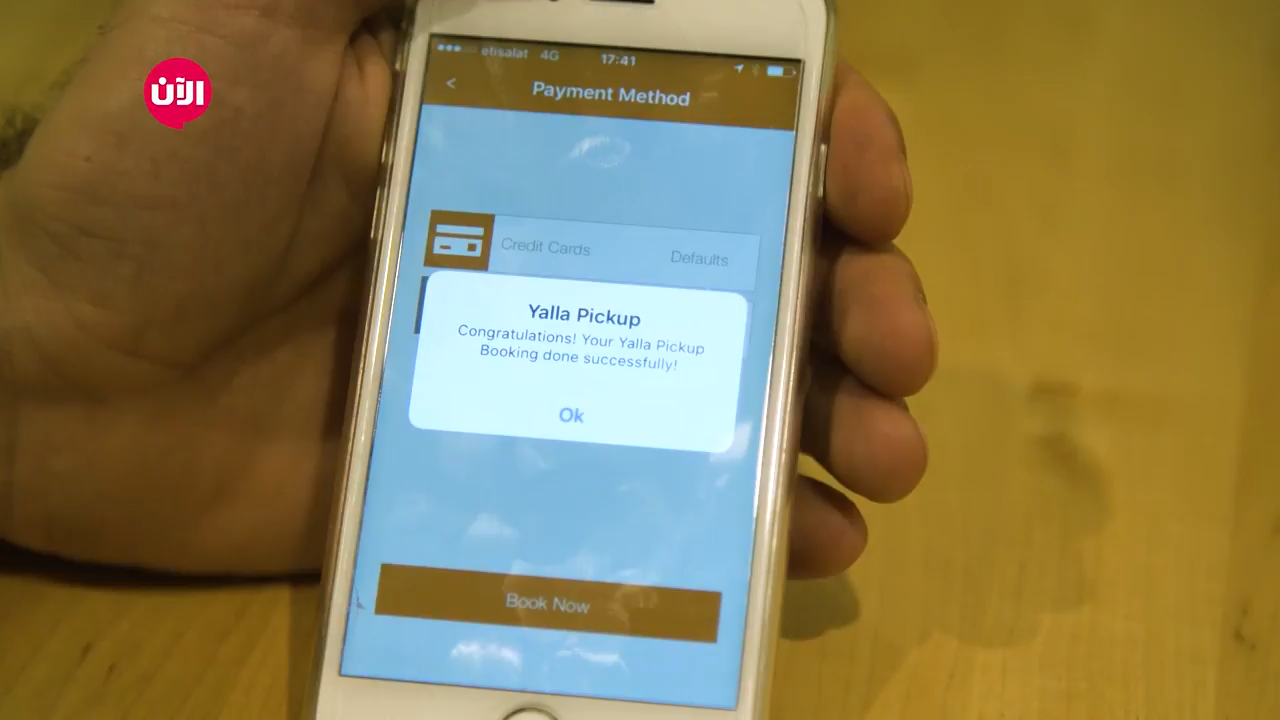 الآن
etisalat 4G 17:41
< Payment Method
Credit Cards Defaults
Yalla Pickup
Congratulations! Your Yalla Pickup
Booking done successfully!
Ok
Book Now